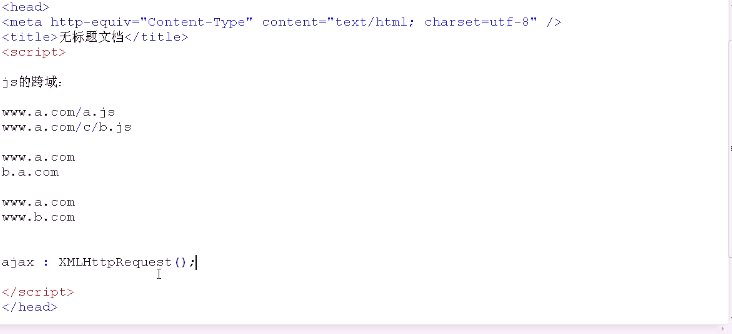 <head>
<meta http-equiv="Content-Type" content="text/html; charset=utf-8" />
<title>无标题文档</title>
<script>
js的跨域:
www.a.com/a.js
www.a.com/c/b.js
www.a.com
b.a.com
www.a.com
www.b.com
ajax : XMLHttpRequest();
</script>
</head>